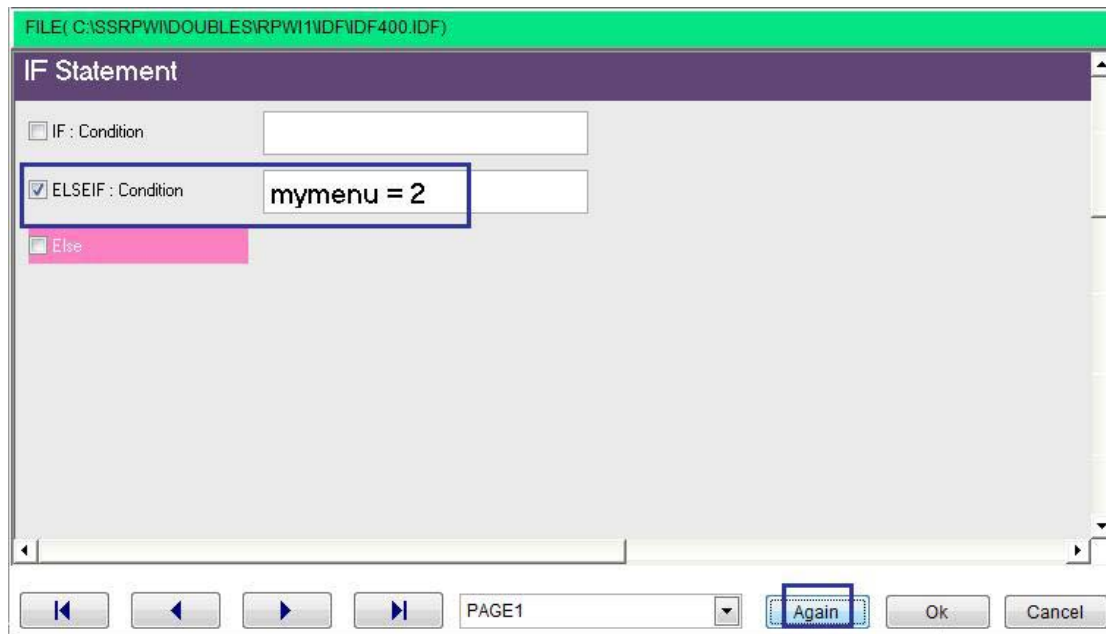 FILE( C:\SSRPWI\DOUBLES\RPWI1\IDF\IDF400.IDF)
IF Statement
IF : Condition
ELSEIF : Condition mymenu = 2
Else
PAGE1 Again Ok Cancel